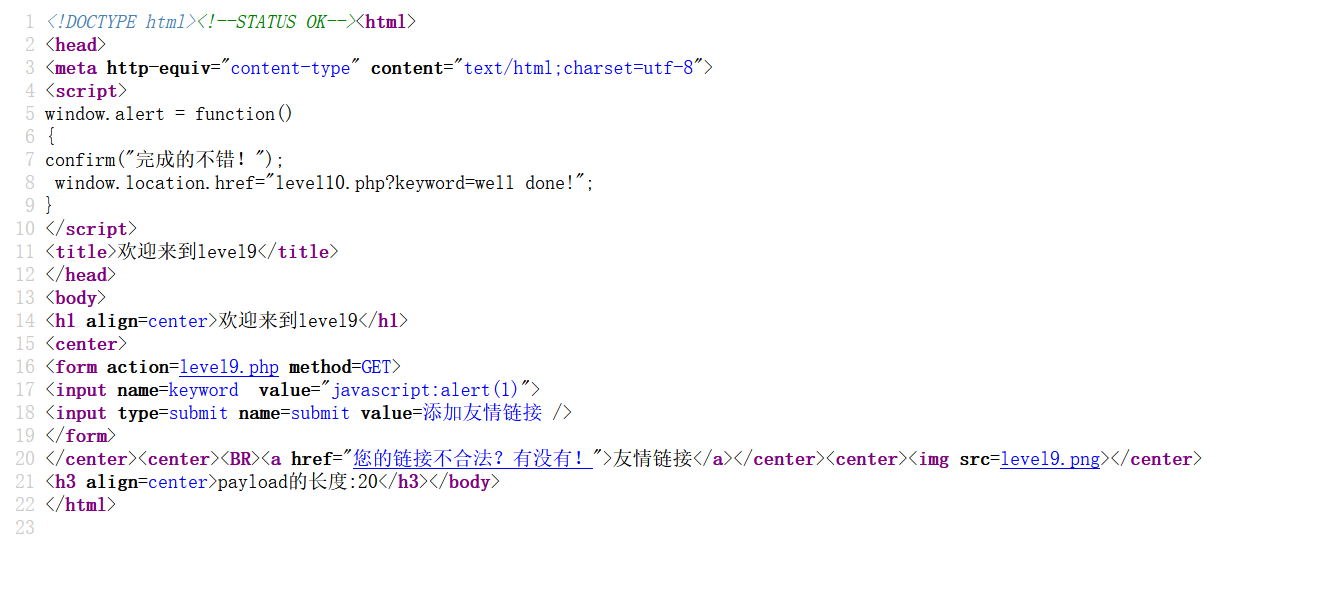 1 <!DOCTYPE html><!--STATUS OK--><html>
2 <head>
3 <meta http-equiv="content-type" content="text/html;charset=utf-8">
4 <script>
5 window.alert = function()
6 {
7 confirm("完成的不错！");
8  window.location.href="level10.php?keyword=well done!";
9 }
10 </script>
11 <title>欢迎来到level9</title>
12 </head>
13 <body>
14 <h1 align=center>欢迎来到level9</h1>
15 <center>
16 <form action=level9.php method=GET>
17 <input name=keyword  value="javascript:alert(1)">
18 <input type=submit name=submit value=添加友情链接 />
19 </form>
20 </center><center><BR><a href="您的链接不合法？有没有！">友情链接</a></center><center><img src=level9.png></center>
21 <h3 align=center>payload的长度:20</h3></body>
22 </html>
23